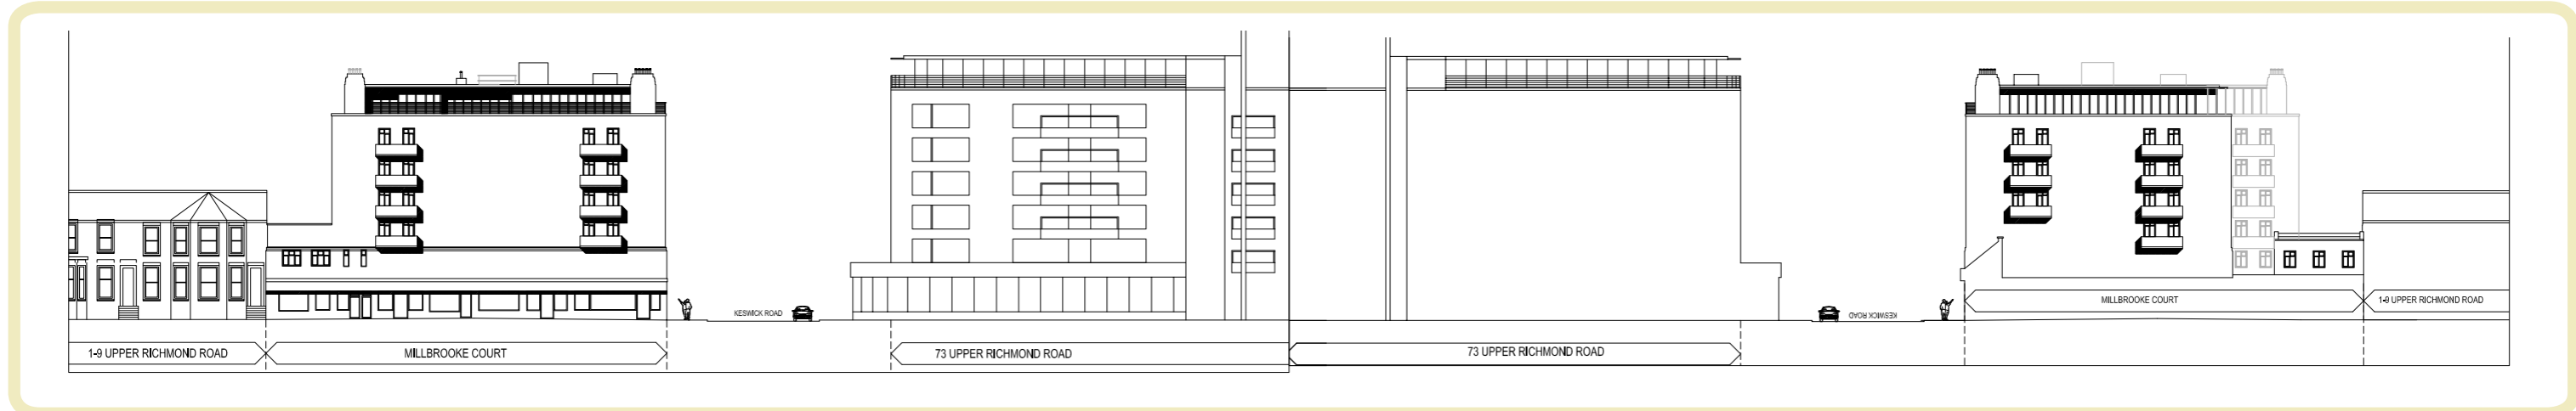 KESWICK ROAD
KESWICK ROAD
MILLBROOKE COURT
1-9 UPPER RICHMOND ROAD
1-9 UPPER RICHMOND ROAD
MILLBROOKE COURT
73 UPPER RICHMOND ROAD
73 UPPER RICHMOND ROAD